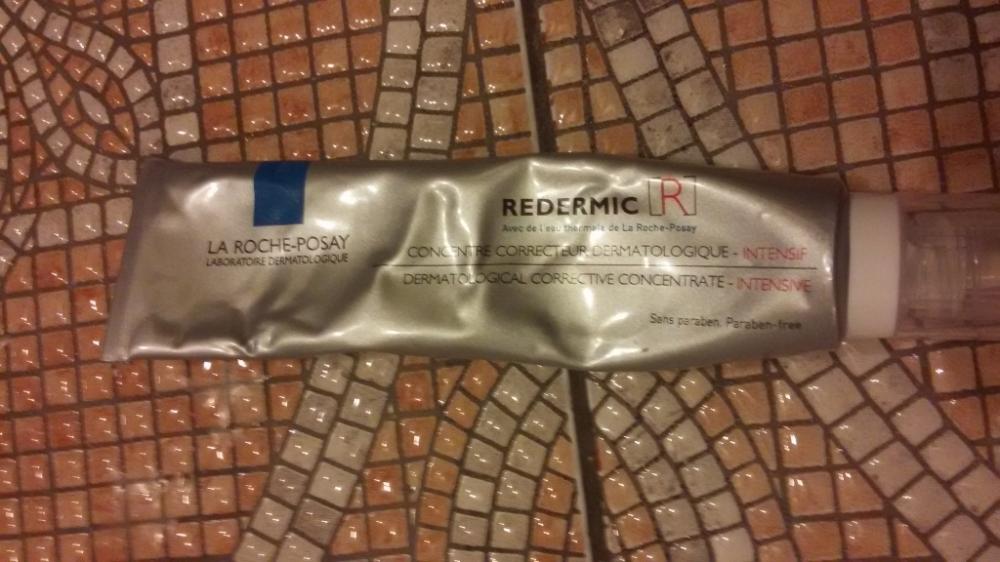 LA ROCHE-POSAY
LABORATOIRE DERMATOLOGIQUE
REDERMIC [R]
Avec de l'eau thermale de La Roche-Posay
CONCENTRÉ CORRECTEUR DERMATOLOGIQUE - INTENSIF
DERMATOLOGICAL CORRECTIVE CONCENTRATE - INTENSIVE
Sans paraben. Paraben-free